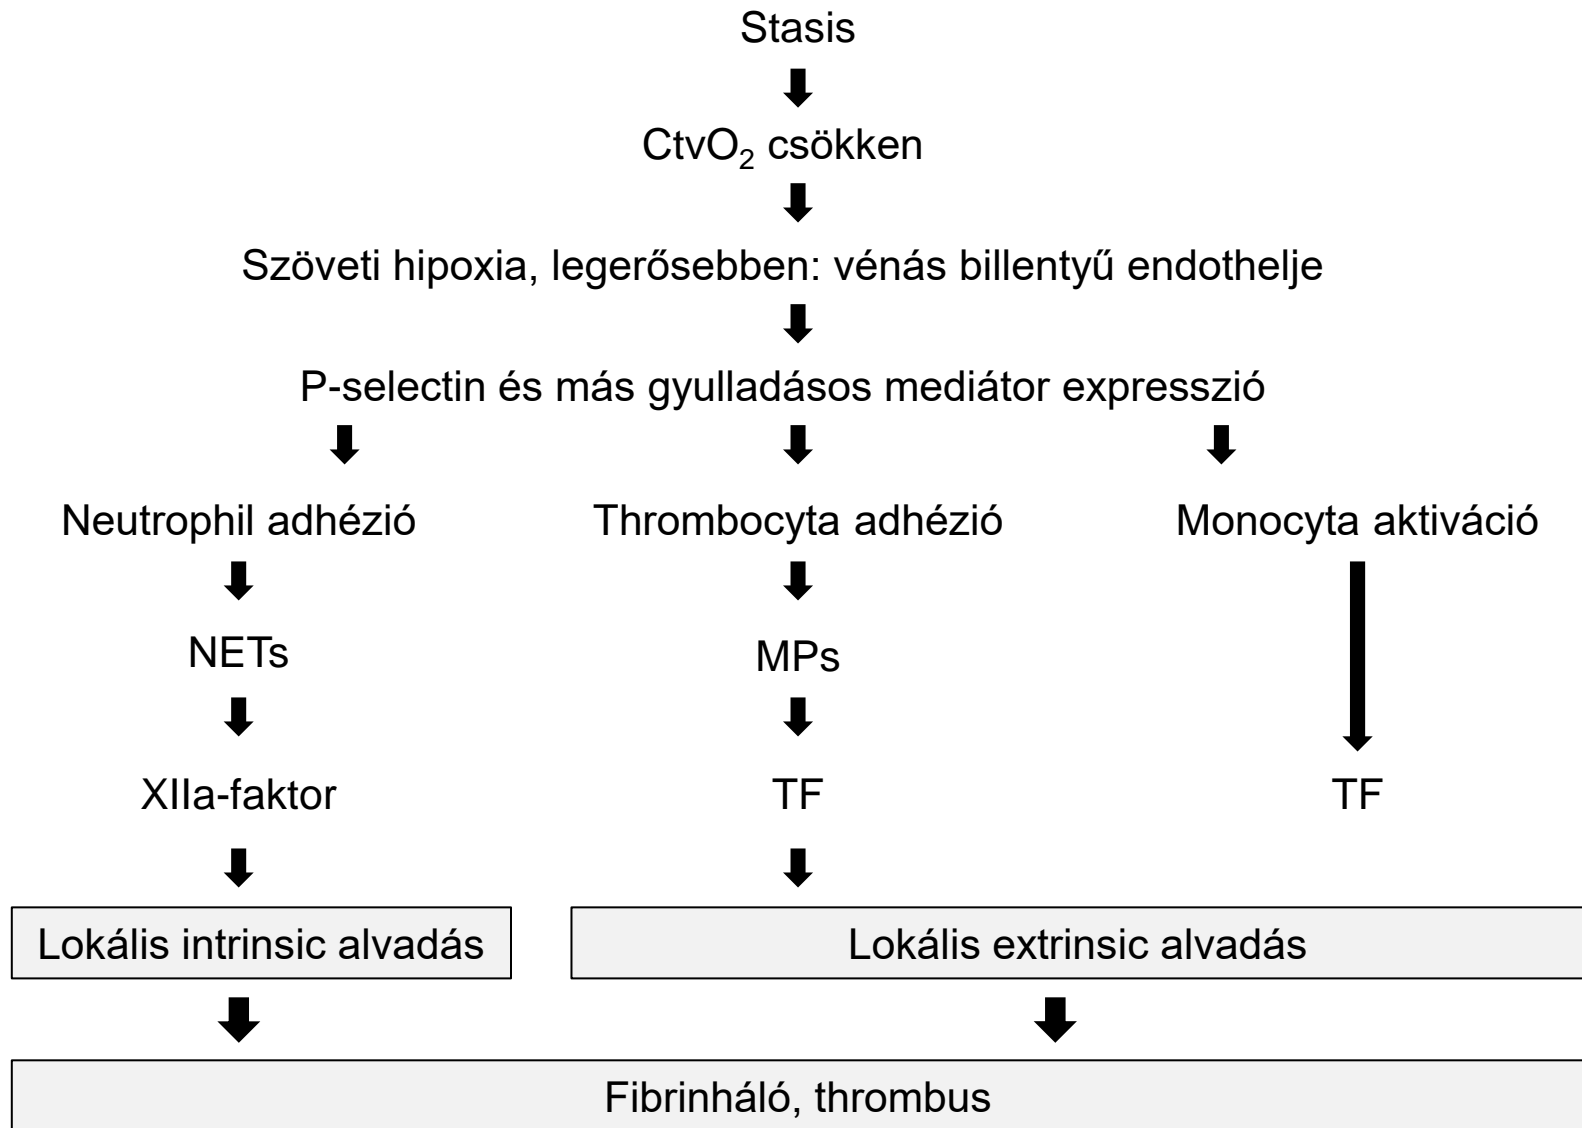 Stasis
CtvO₂ csökken
Szöveti hipoxia, legerősebben: vénás billentyű endothelje
P-selectin és más gyulladásos mediátor expresszió
Neutrophil adhézió
Thrombocyta adhézió
Monocyta aktiváció
NETs
MPs
XIIa-faktor
TF
TF
Lokális intrinsic alvadás
Lokális extrinsic alvadás
Fibrinháló, thrombus